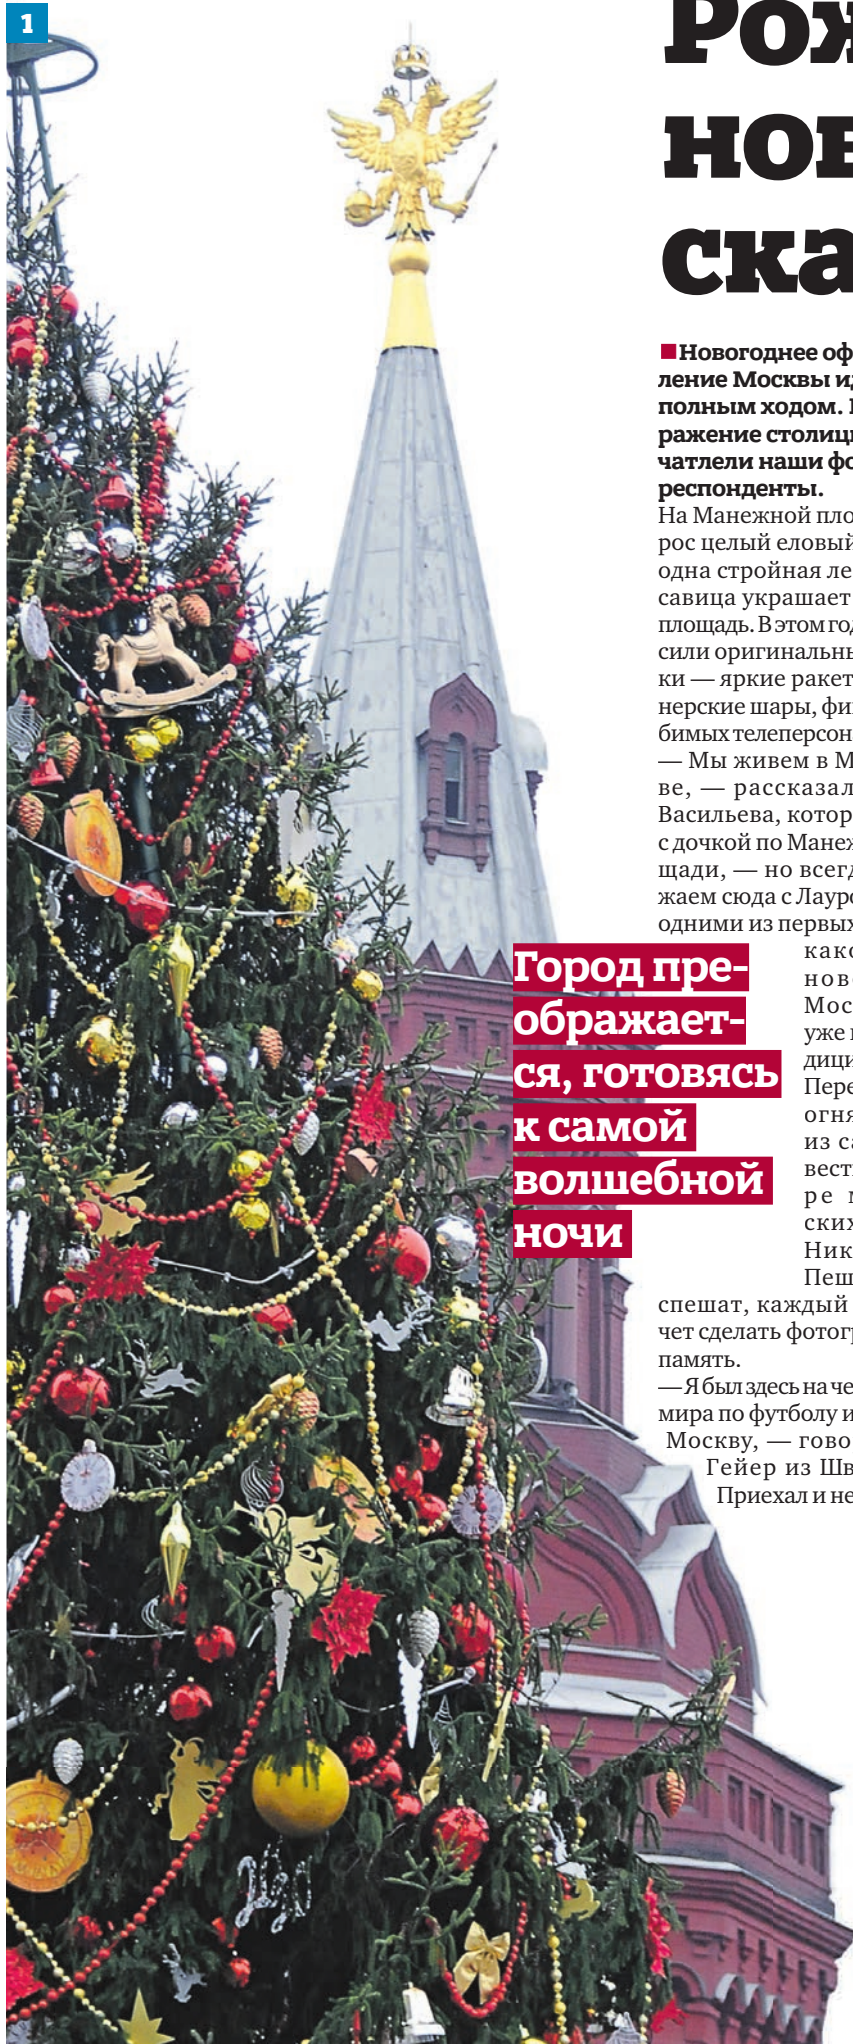 1
Рож
нов
ска
Новогоднее оф
ление Москвы ид
полным ходом.
ражение столиц
чатлели наши фо
респонденты.
На Манежной пло
рос целый еловый
одна стройная ле
савица украшает
площадь. В этом год
сили оригинальн
ки — яркие ракет
нерские шары, фи
бимых телеперсон
— Мы живем в М
ве, — рассказал
Васильева, котор
с дочкой по Манеж
щади, — но всегд
жаем сюда с Лауро
одними из первых
како
ново
Мос
уже
дици
Пере
огня
из са
вест
ре м
ских
Ник
Пеш
спешат, каждый
чет сделать фотогр
память.
— Я был здесь на че
мира по футболу и
Москву, — гово
Гейер из Шв
Приехал и не
Город пре-
ображает-
ся, готовясь
к самой
волшебной
ночи